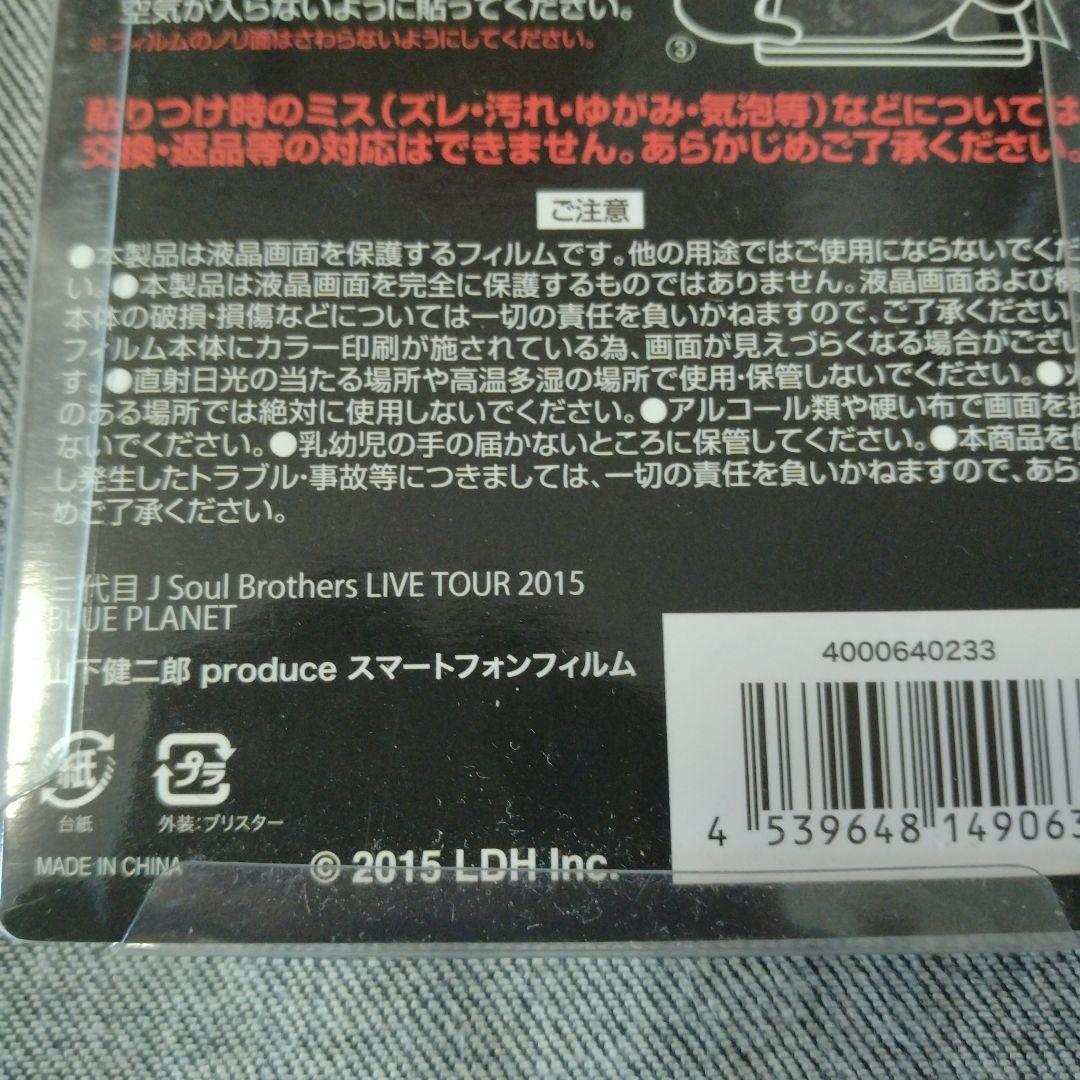 空気が入らないように貼ってください。
※フィルムのノリ面はさわらないようにしてください。
③
貼りつけ時のミス(ズレ・汚れ・ゆがみ・気泡等)などについては
交換・返品等の対応はできません。あらかじめご了承ください。
ご注意
●本製品は液晶画面を保護するフィルムです。他の用途ではご使用にならないでくだ
い。●本製品は液晶画面を完全に保護するものではありません。液晶画面および機
本体の破損・損傷などについては一切の責任を負いかねますので、ご了承ください。
フィルム本体にカラー印刷が施されている為、画面が見えづらくなる場合がござい
す。●直射日光の当たる場所や高温多湿の場所で使用・保管しないでください。●
のある場所では絶対に使用しないでください。●アルコール類や硬い布で画面を
ないでください。●乳幼児の手の届かないところに保管してください。●本商品を
し発生したトラブル・事故等につきましては、一切の責任を負いかねますので、あら
めご了承ください。
三代目 J Soul Brothers LIVE TOUR 2015
BLUE PLANET
山下健二郎 produce スマートフォンフィルム
4000640233
紙
プラ
台紙
外装:ブリスター
4 539648 149063
MADE IN CHINA
© 2015 LDH Inc.